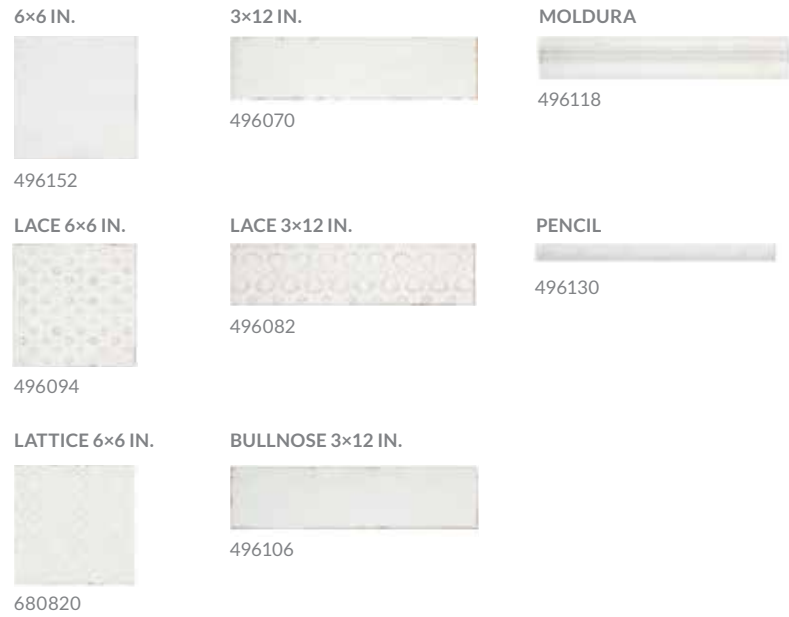 6×6 IN.
3×12 IN.
MOLDURA
496152
496070
496118
LACE 6×6 IN.
LACE 3×12 IN.
PENCIL
496094
496082
496130
LATTICE 6×6 IN.
BULLNOSE 3×12 IN.
680820
496106